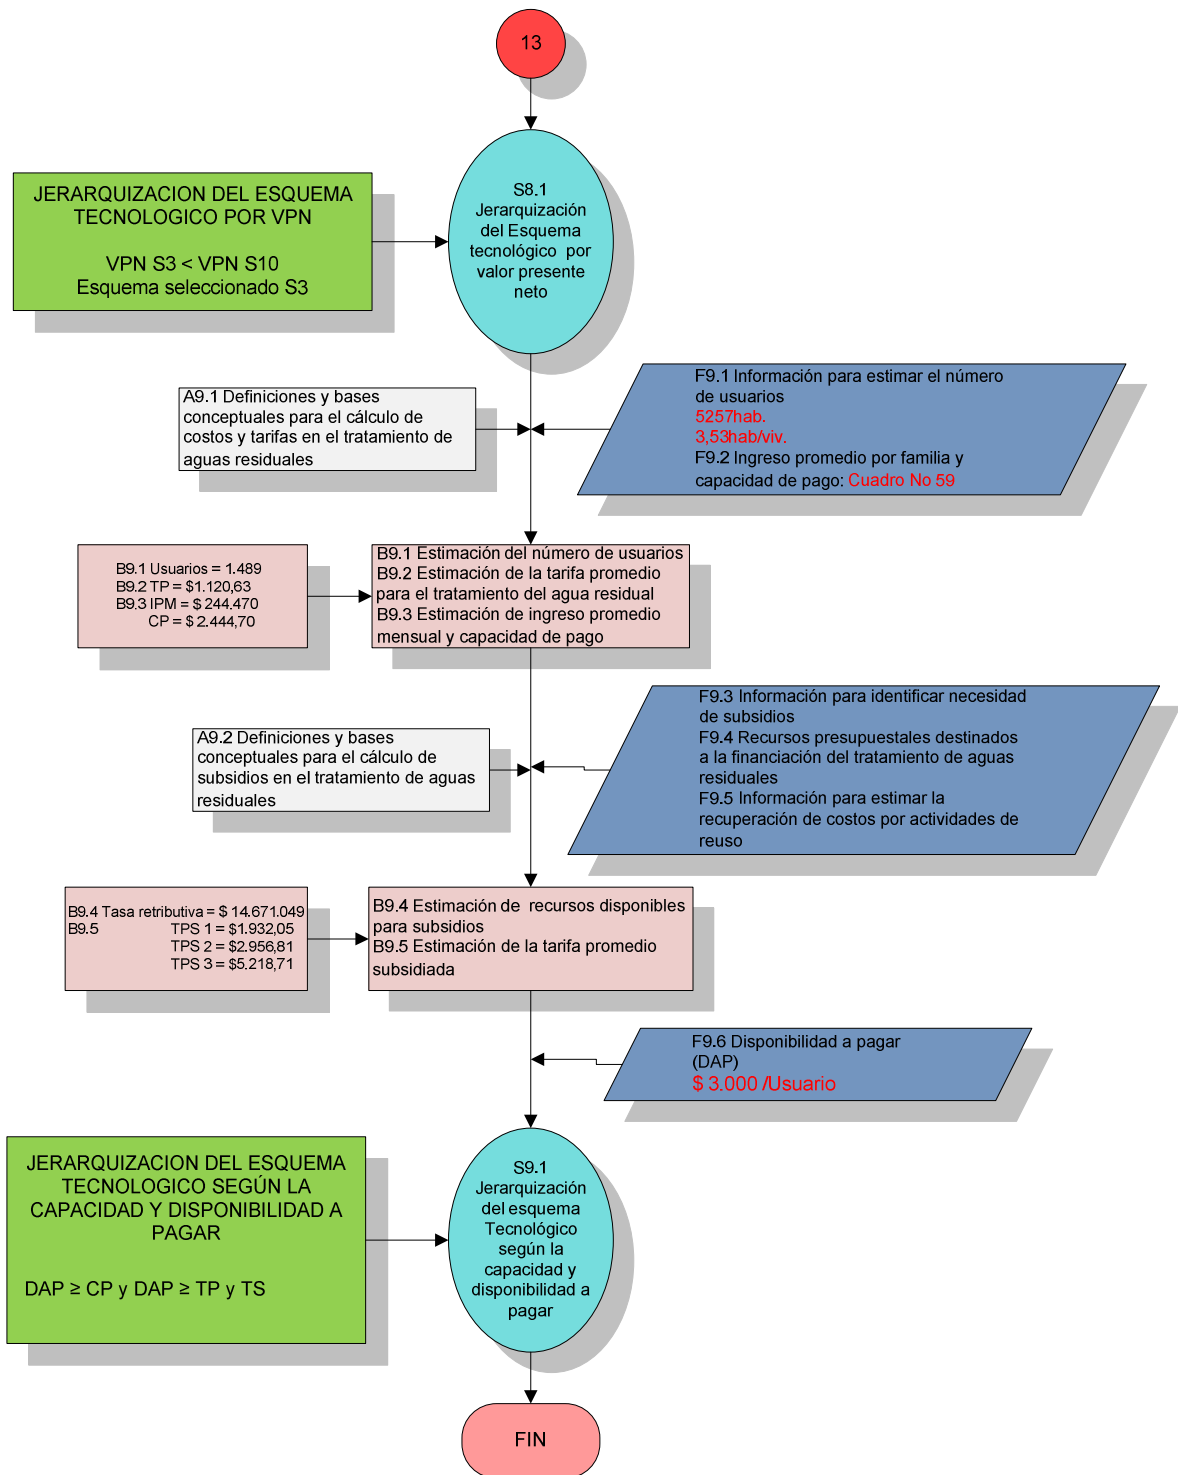 13
S8.1
Jerarquización
del Esquema
tecnológico por
valor presente
neto
JERARQUIZACION DEL ESQUEMA
TECNOLOGICO POR VPN
VPN S3 < VPN S10
Esquema seleccionado S3
A9.1 Definiciones y bases
conceptuales para el cálculo de
costos y tarifas en el tratamiento de
aguas residuales
F9.1 Información para estimar el número
de usuarios
5257hab.
3,53hab/viv.
F9.2 Ingreso promedio por familia y
capacidad de pago: Cuadro No 59
B9.1 Usuarios = 1.489
B9.2 TP = $1.120,63
B9.3 IPM = $ 244.470
CP = $ 2.444,70
B9.1 Estimación del número de usuarios
B9.2 Estimación de la tarifa promedio
para el tratamiento del agua residual
B9.3 Estimación de ingreso promedio
mensual y capacidad de pago
A9.2 Definiciones y bases
conceptuales para el cálculo de
subsidios en el tratamiento de aguas
residuales
F9.3 Información para identificar necesidad
de subsidios
F9.4 Recursos presupuestales destinados
a la financiación del tratamiento de aguas
residuales
F9.5 Información para estimar la
recuperación de costos por actividades de
reuso
B9.4 Tasa retributiva = $ 14.671.049
B9.5 TPS 1 = $1.932,05
TPS 2 = $2.956,81
TPS 3 = $5.218,71
B9.4 Estimación de recursos disponibles
para subsidios
B9.5 Estimación de la tarifa promedio
subsidiada
F9.6 Disponibilidad a pagar
(DAP)
$ 3.000 /Usuario
JERARQUIZACION DEL ESQUEMA
TECNOLOGICO SEGÚN LA
CAPACIDAD Y DISPONIBILIDAD A
PAGAR
DAP ≥ CP y DAP ≥ TP y TS
S9.1
Jerarquización
del esquema
Tecnológico
según la
capacidad y
disponibilidad a
pagar
FIN